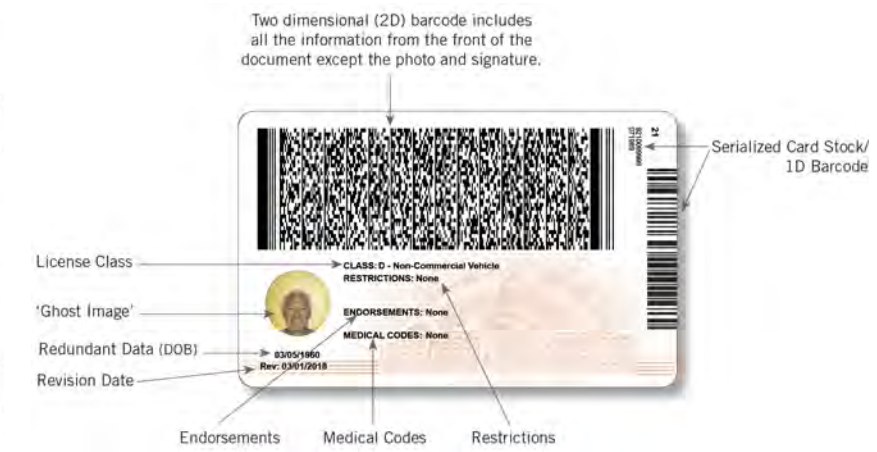 Two dimensional (2D) barcode includes
all the information from the front of the
document except the photo and signature.
21
Serialized Card Stock/
1D Barcode
License Class
CLASS: D - Non-Commercial Vehicle
RESTRICTIONS: None
'Ghost Image'
ENDORSEMENTS: None
MEDICAL CODES: None
Redundant Data (DOB)
03/05/1960
Rev: 03/01/2018
Revision Date
Endorsements
Medical Codes
Restrictions